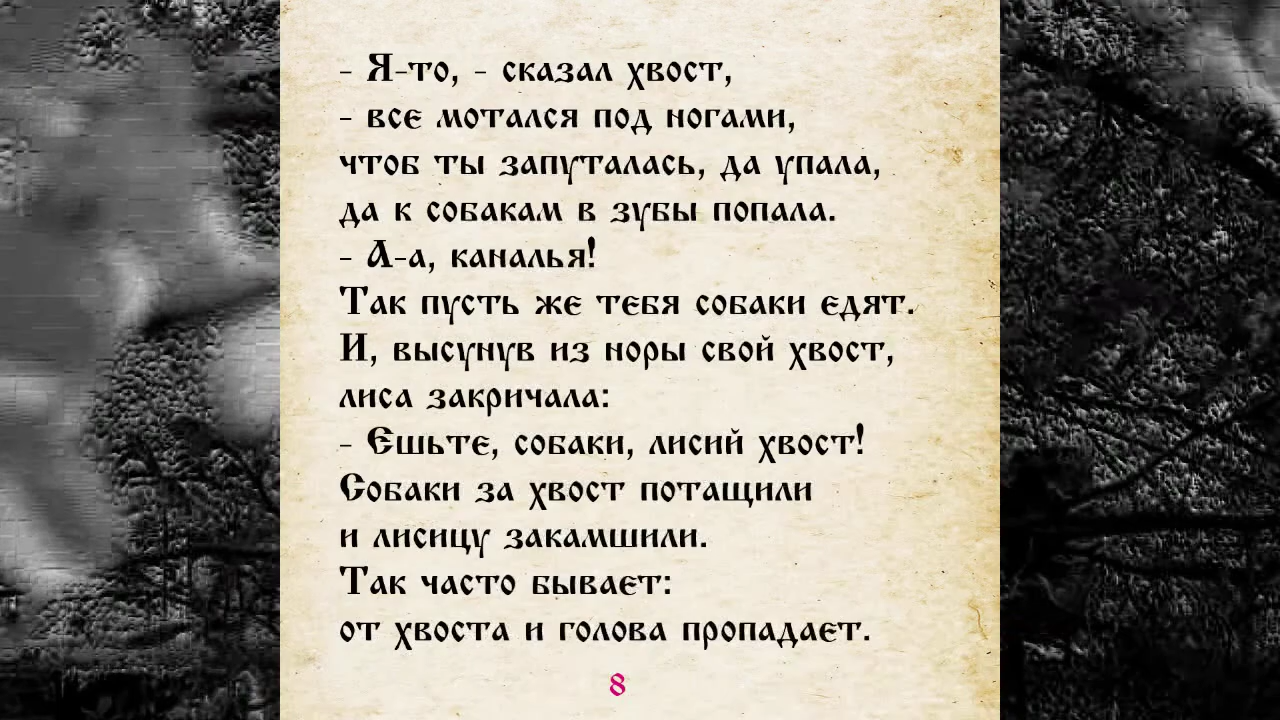 - Я-то, - сказал хвост,
- все мотался под ногами,
чтоб ты запуталась, да упала,
да к собакам в зубы попала.
- А-а, каналья!
Так пусть же тебя собаки едят.
И, высунув из норы свой хвост,
лиса закричала:
- Ешьте, собаки, лисий хвост!
Собаки за хвост потащили
и лисицу закамшили.
Так часто бывает:
от хвоста и голова пропадает.
8